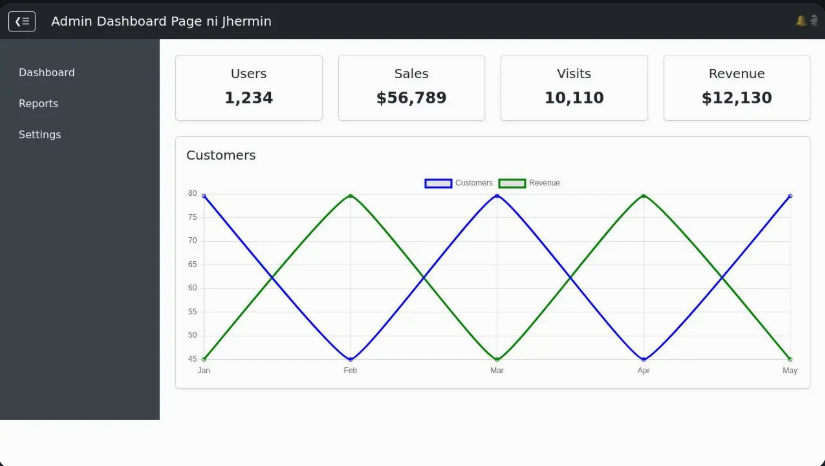 Admin Dashboard Page ni Jhermin
Dashboard
Reports
Settings
Users
1,234
Sales
$56,789
Visits
10,110
Revenue
$12,130
Customers
Customers Revenue
80
75
70
65
60
55
50
45
Jan Feb Mar Apr May